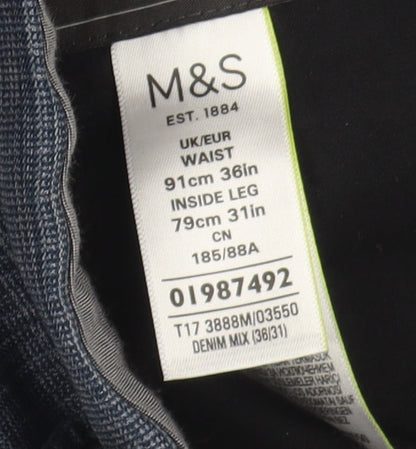 M&S
EST. 1884
UK/EUR
WAIST
91cm 36in
INSIDE LEG
79cm 31in
CN
185/88A
01987492
T17 3888M/03550
DENIM MIX (36/31)